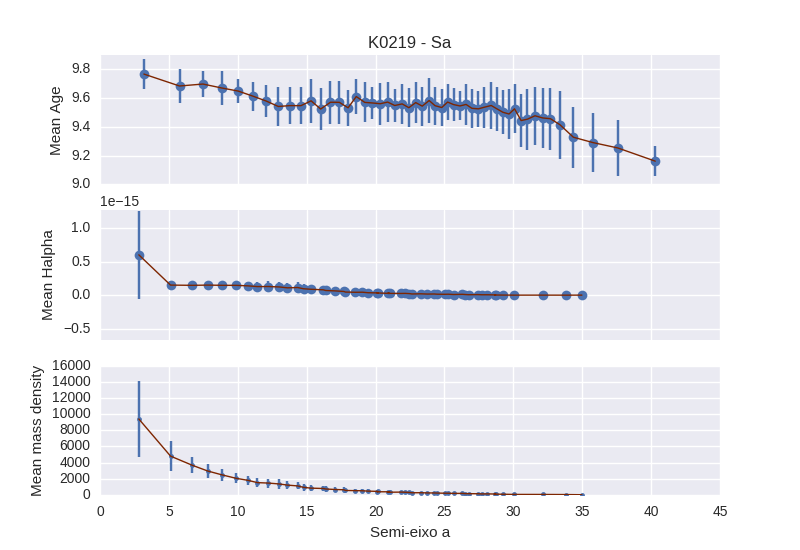 K0219 - Sa
Mean Age
9.8
9.6
9.4
9.2
9.0
1e−15
Mean Halpha
1.0
0.5
0.0
−0.5
Mean mass density
16000
14000
12000
10000
8000
6000
4000
2000
0
0 5 10 15 20 25 30 35 40 45
Semi-eixo a